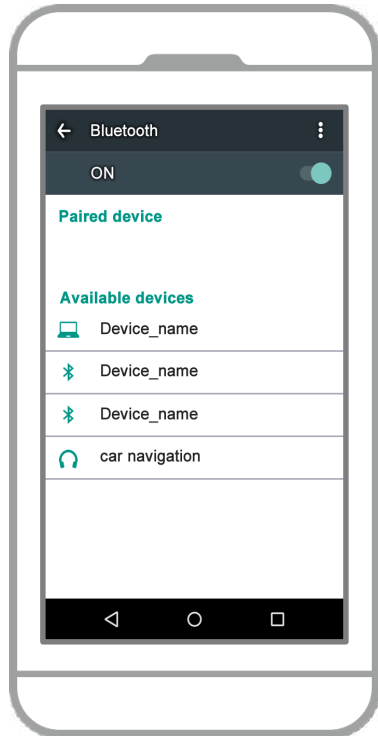 Bluetooth
ON
Paired device
Available devices
Device_name
Device_name
Device_name
car navigation